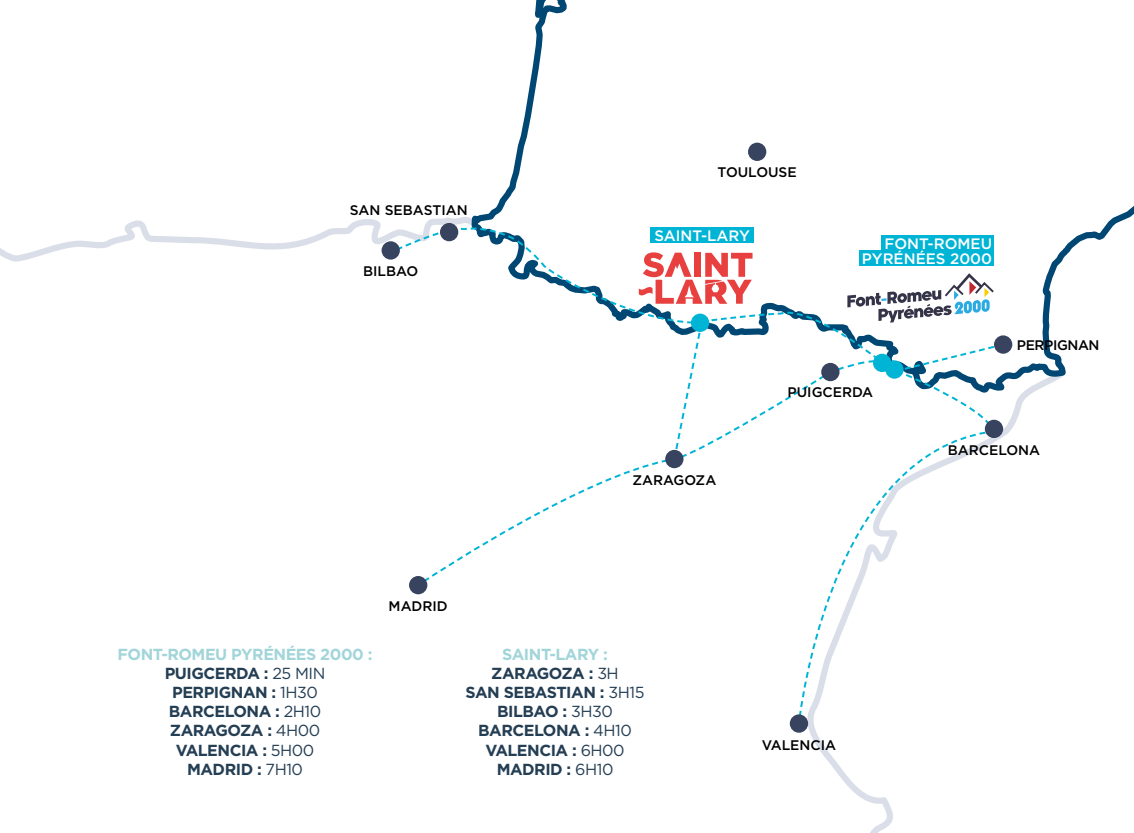 TOULOUSE
SAN SEBASTIAN
BILBAO
SAINT-LARY
SAINT
-LARY
FONT-ROMEU
PYRÉNÉES 2000
Font-Romeu
Pyrénées 2000
PERPIGNAN
PUIGCERDA
BARCELONA
ZARAGOZA
MADRID
VALENCIA
FONT-ROMEU PYRÉNÉES 2000 :
PUIGCERDA : 25 MIN
PERPIGNAN : 1H30
BARCELONA : 2H10
ZARAGOZA : 4H00
VALENCIA : 5H00
MADRID : 7H10
SAINT-LARY :
ZARAGOZA : 3H
SAN SEBASTIAN : 3H15
BILBAO : 3H30
BARCELONA : 4H10
VALENCIA : 6H00
MADRID : 6H10